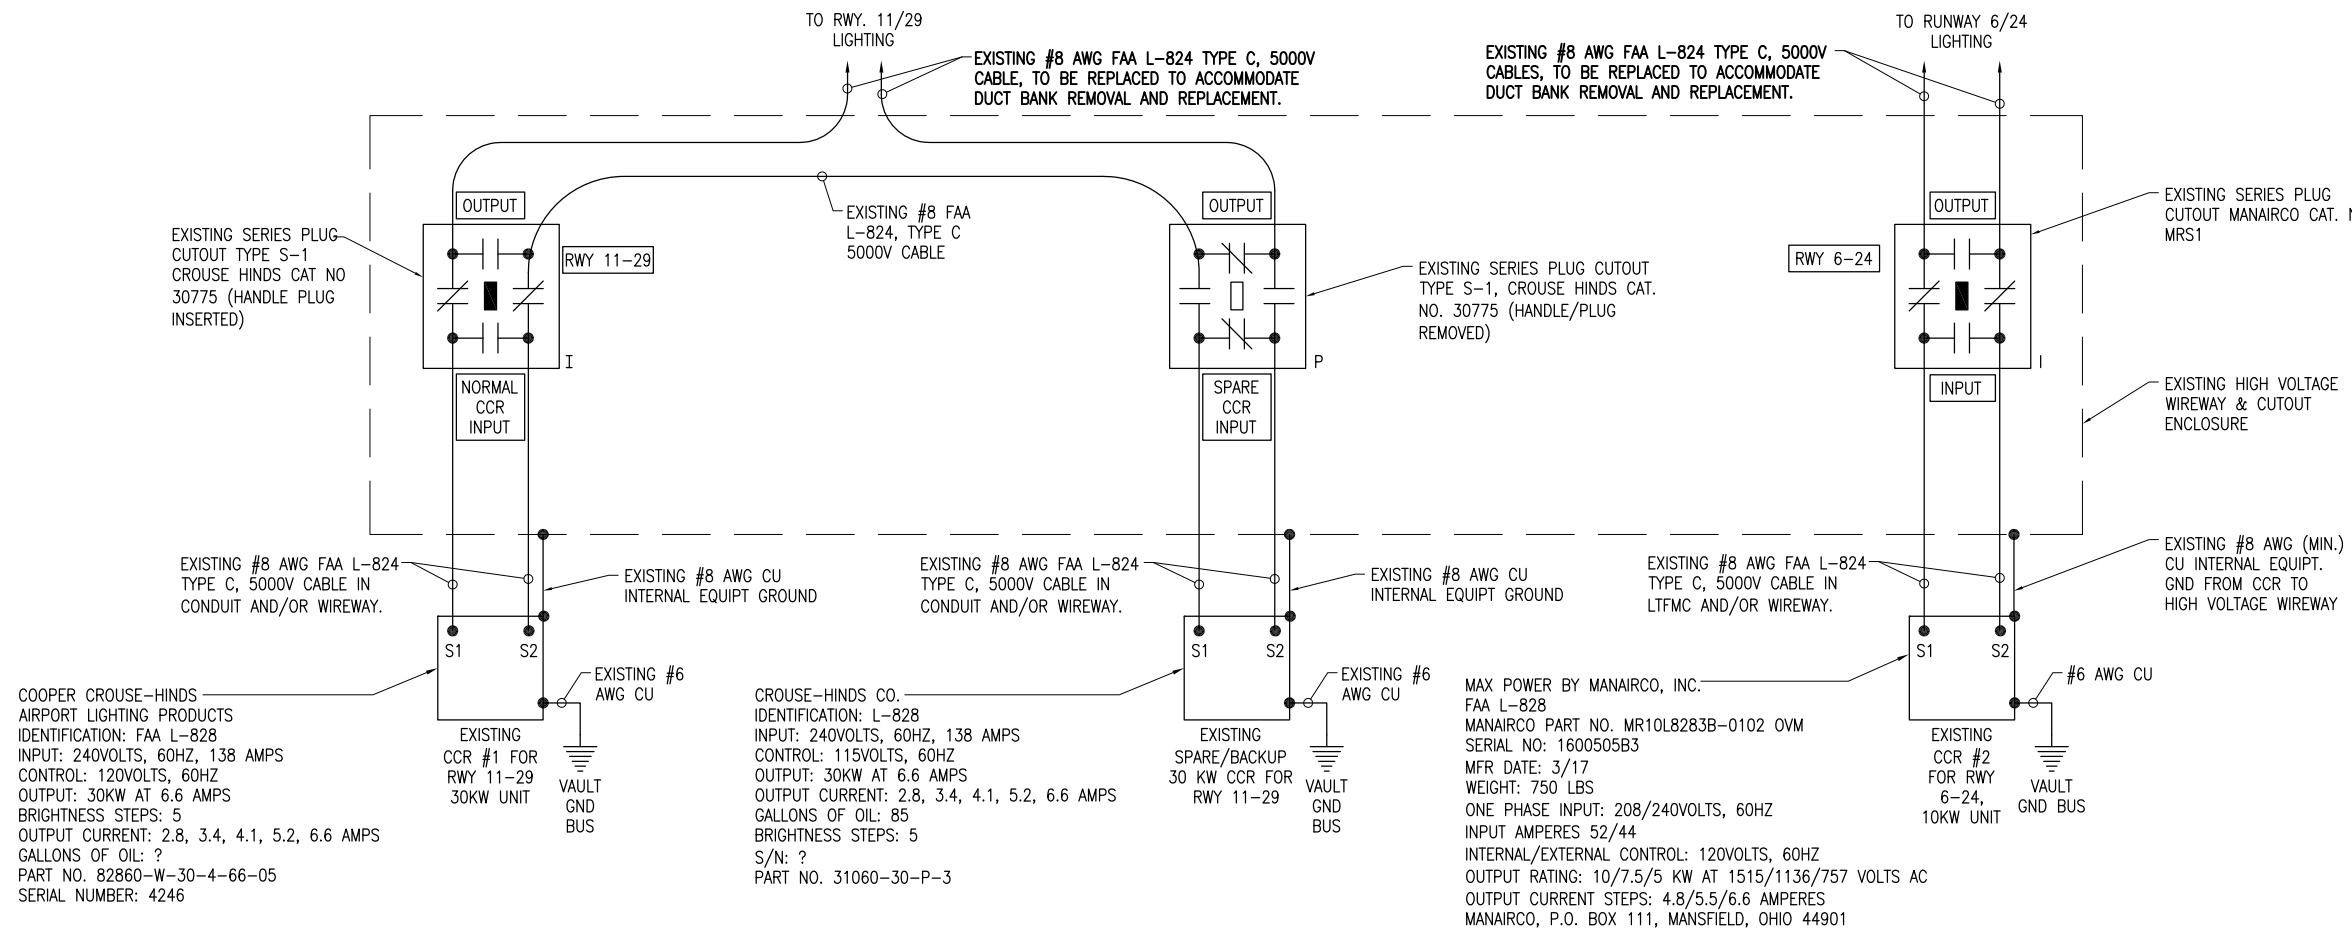 TO RWY. 11/29
LIGHTING
EXISTING #8 AWG FAA L-824 TYPE C, 5000V
CABLE, TO BE REPLACED TO ACCOMMODATE
DUCT BANK REMOVAL AND REPLACEMENT.
EXISTING #8 AWG FAA L-824 TYPE C, 5000V
CABLES, TO BE REPLACED TO ACCOMMODATE
DUCT BANK REMOVAL AND REPLACEMENT.
TO RUNWAY 6/24
LIGHTING
EXISTING SERIES PLUG
CUTOUT TYPE S-1
CROUSE HINDS CAT NO
30775 (HANDLE PLUG
INSERTED)
OUTPUT
RWY 11-29
I
NORMAL
CCR
INPUT
EXISTING #8 FAA
L-824, TYPE C
5000V CABLE
OUTPUT
P
SPARE
CCR
INPUT
EXISTING SERIES PLUG CUTOUT
TYPE S-1, CROUSE HINDS CAT.
NO. 30775 (HANDLE/PLUG
REMOVED)
RWY 6-24
OUTPUT
I
INPUT
EXISTING SERIES PLUG
CUTOUT MANAIRCO CAT.
MRS1
EXISTING HIGH VOLTAGE
WIREWAY & CUTOUT
ENCLOSURE
EXISTING #8 AWG FAA L-824
TYPE C, 5000V CABLE IN
CONDUIT AND/OR WIREWAY.
EXISTING #8 AWG CU
INTERNAL EQUIPT GROUND
EXISTING #8 AWG FAA L-824
TYPE C, 5000V CABLE IN
CONDUIT AND/OR WIREWAY.
EXISTING #8 AWG CU
INTERNAL EQUIPT GROUND
EXISTING #8 AWG FAA L-824
TYPE C, 5000V CABLE IN
LTFMC AND/OR WIREWAY.
EXISTING #8 AWG (MIN.)
CU INTERNAL EQUIPT.
GND FROM CCR TO
HIGH VOLTAGE WIREWAY
S1 S2
EXISTING #6
AWG CU
EXISTING
CCR #1 FOR
RWY 11-29
30KW UNIT
VAULT
GND
BUS
S1 S2
EXISTING #6
AWG CU
EXISTING
SPARE/BACKUP
30 KW CCR FOR
RWY 11-29
VAULT
GND
BUS
S1 S2
#6 AWG CU
EXISTING
CCR #2
FOR RWY
6-24,
10KW UNIT
VAULT
GND BUS
COOPER CROUSE-HINDS
AIRPORT LIGHTING PRODUCTS
IDENTIFICATION: FAA L-828
INPUT: 240VOLTS, 60HZ, 138 AMPS
CONTROL: 120VOLTS, 60HZ
OUTPUT: 30KW AT 6.6 AMPS
BRIGHTNESS STEPS: 5
OUTPUT CURRENT: 2.8, 3.4, 4.1, 5.2, 6.6 AMPS
GALLONS OF OIL: ?
PART NO. 82860-W-30-4-66-05
SERIAL NUMBER: 4246
CROUSE-HINDS CO.
IDENTIFICATION: L-828
INPUT: 240VOLTS, 60HZ, 138 AMPS
CONTROL: 115VOLTS, 60HZ
OUTPUT: 30KW AT 6.6 AMPS
OUTPUT CURRENT: 2.8, 3.4, 4.1, 5.2, 6.6 AMPS
GALLONS OF OIL: 85
BRIGHTNESS STEPS: 5
S/N: ?
PART NO. 31060-30-P-3
MAX POWER BY MANAIRCO, INC.
FAA L-828
MANAIRCO PART NO. MR10L8283B-0102 OVM
SERIAL NO: 1600505B3
MFR DATE: 3/17
WEIGHT: 750 LBS
ONE PHASE INPUT: 208/240VOLTS, 60HZ
INPUT AMPERES 52/44
INTERNAL/EXTERNAL CONTROL: 120VOLTS, 60HZ
OUTPUT RATING: 10/7.5/5 KW AT 1515/1136/757 VOLTS AC
OUTPUT CURRENT STEPS: 4.8/5.5/6.6 AMPERES
MANAIRCO, P.O. BOX 111, MANSFIELD, OHIO 44901